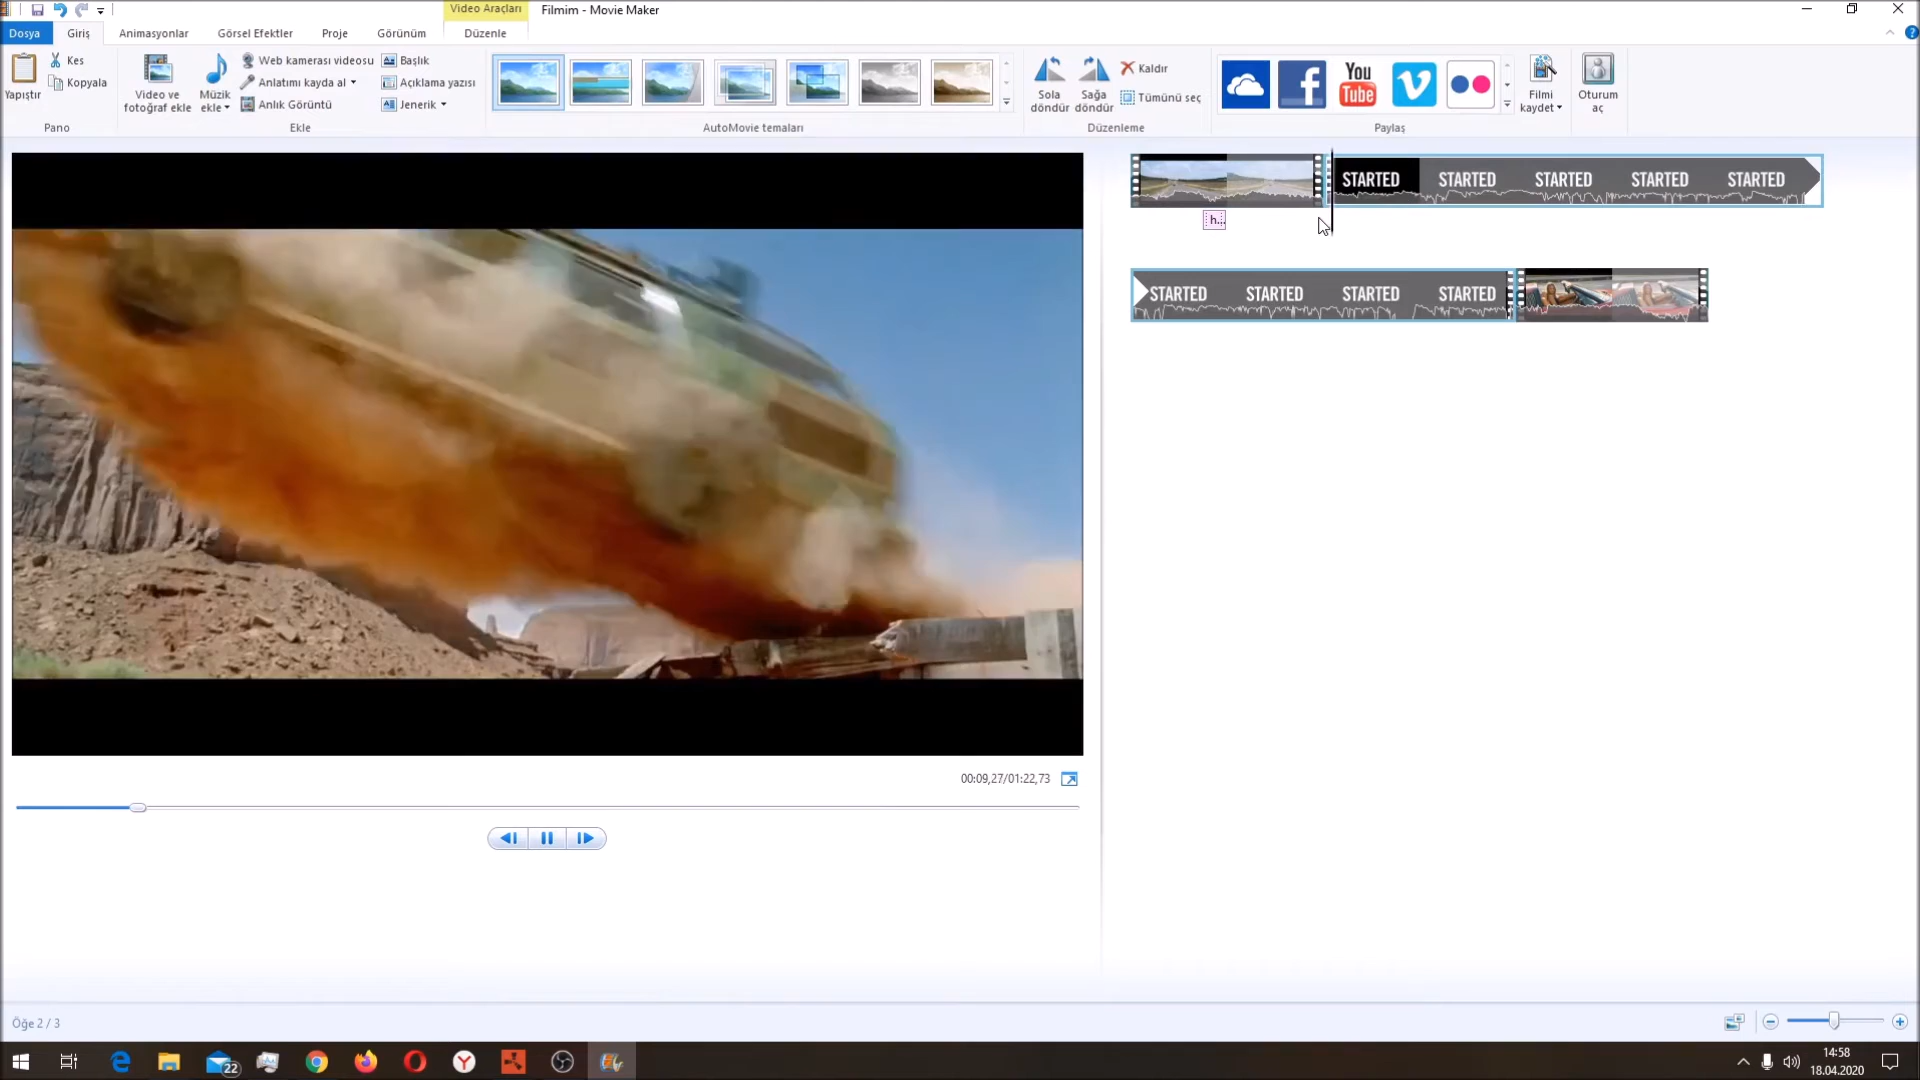 Video Araçları
Filmim - Movie Maker
Dosya
Giriş
Animasyonlar
Görsel Efektler
Proje
Görünüm
Düzenle
Yapıştır
Kes
Kopyala
Pano
Video ve
fotoğraf ekle
Müzik
ekle
Web kamerası videosu
Anlatımı kayda al
Anlık Görüntü
Başlık
Açıklama yazısı
Jenerik
Ekle
AutoMovie temaları
Sola
döndür
Sağa
döndür
Kaldır
Tümünü seç
Düzenleme
You
Tube
Paylaş
Filmi
kaydet
Oturum
aç
STARTED STARTED STARTED STARTED STARTED
h...
STARTED STARTED STARTED STARTED
00:09,27/01:22,73
Öğe 2 / 3
22
14:58
18.04.2020